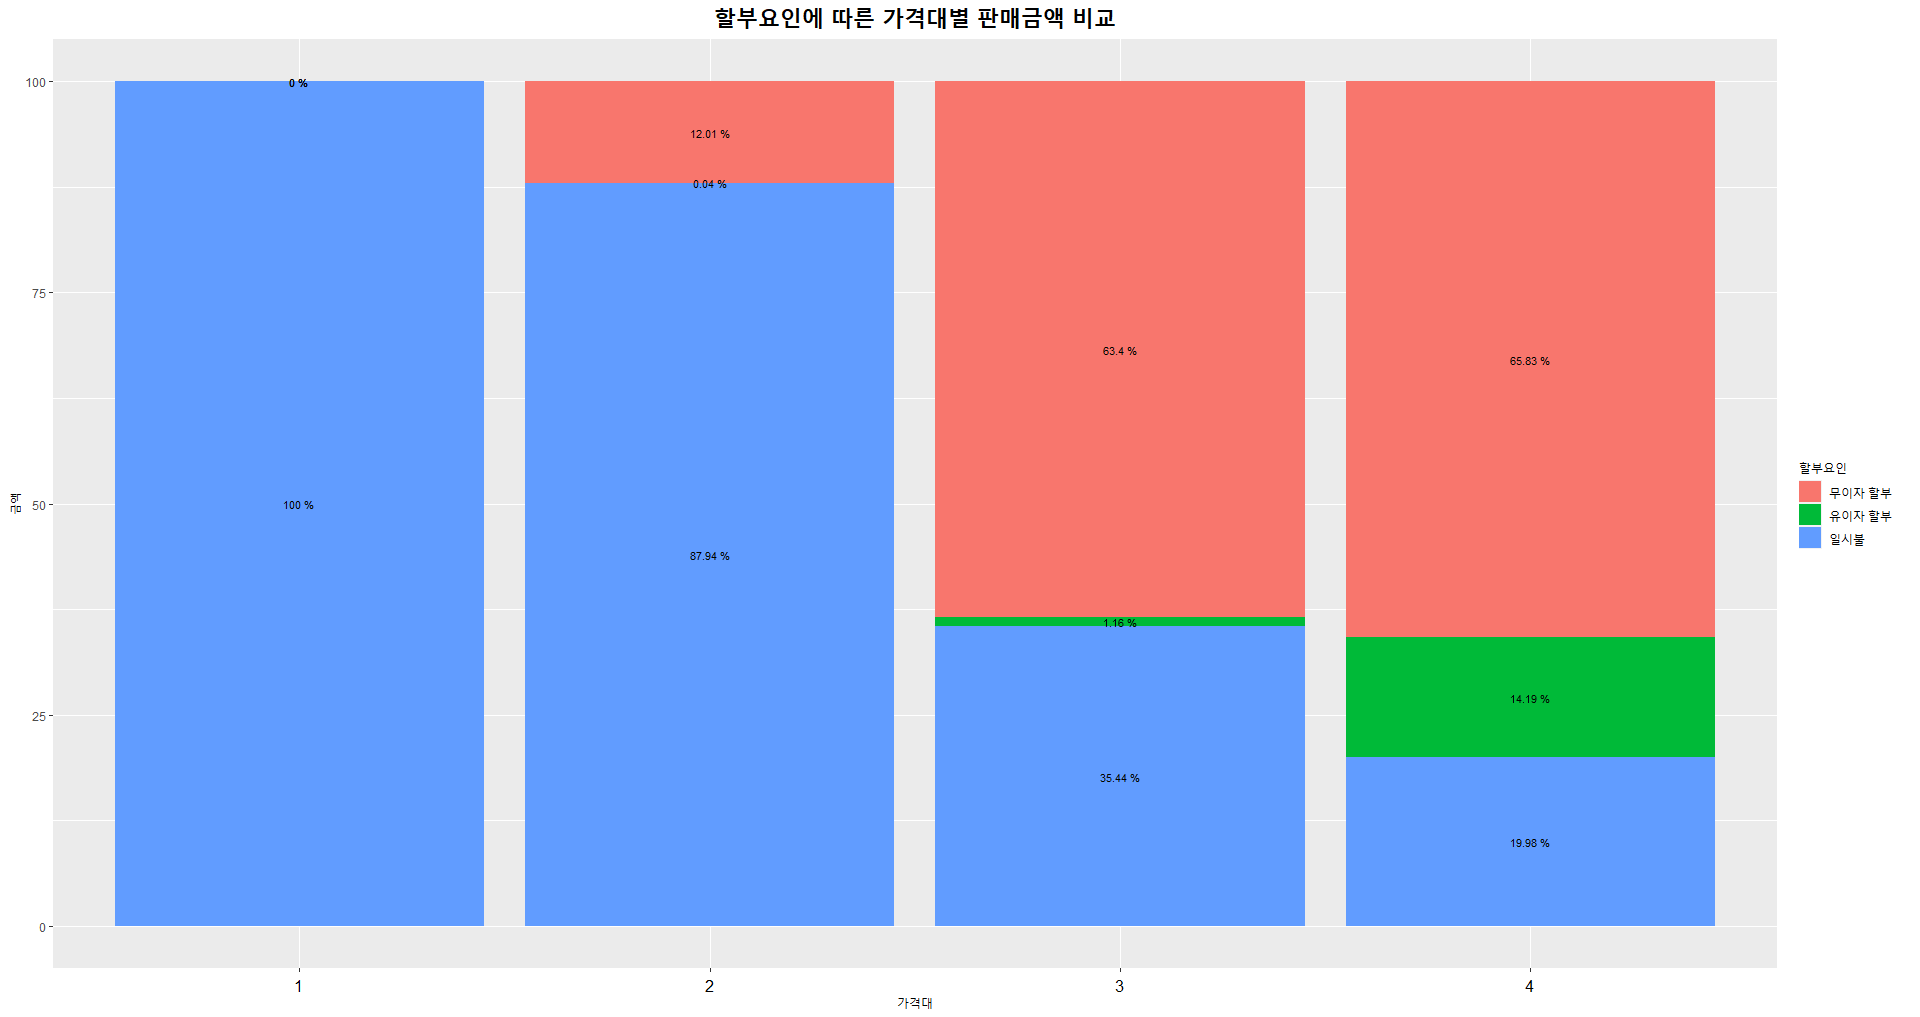 할부요인에 따른 가격대별 판매금액 비교
100
75
50
25
0
금액
0 %
100 %
12.01 %
0.04 %
87.94 %
63.4 %
1.16 %
35.44 %
65.83 %
14.19 %
19.98 %
1
2
3
4
가격대
할부요인
무이자 할부
유이자 할부
일시불